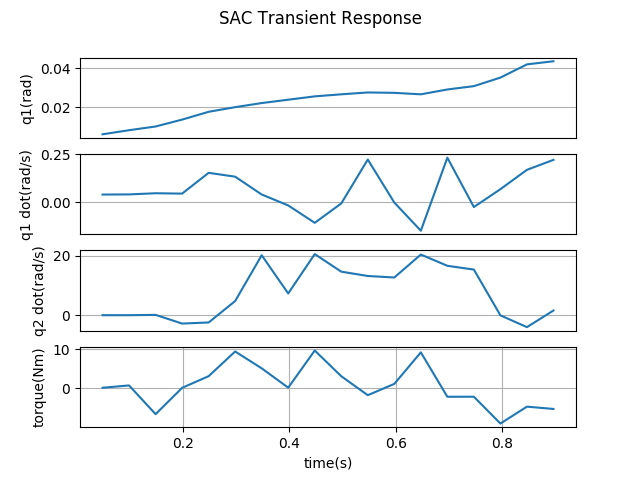 SAC Transient Response
0.04
0.02
q1(rad)
0.25
0.00
q1 dot(rad/s)
20
0
q2 dot(rad/s)
10
0
torque(Nm)
0.2 0.4 0.6 0.8
time(s)